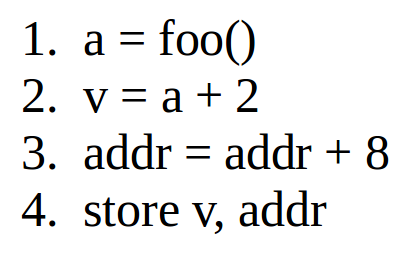 1. a = foo()
2. v = a + 2
3. addr = addr + 8
4. store v, addr